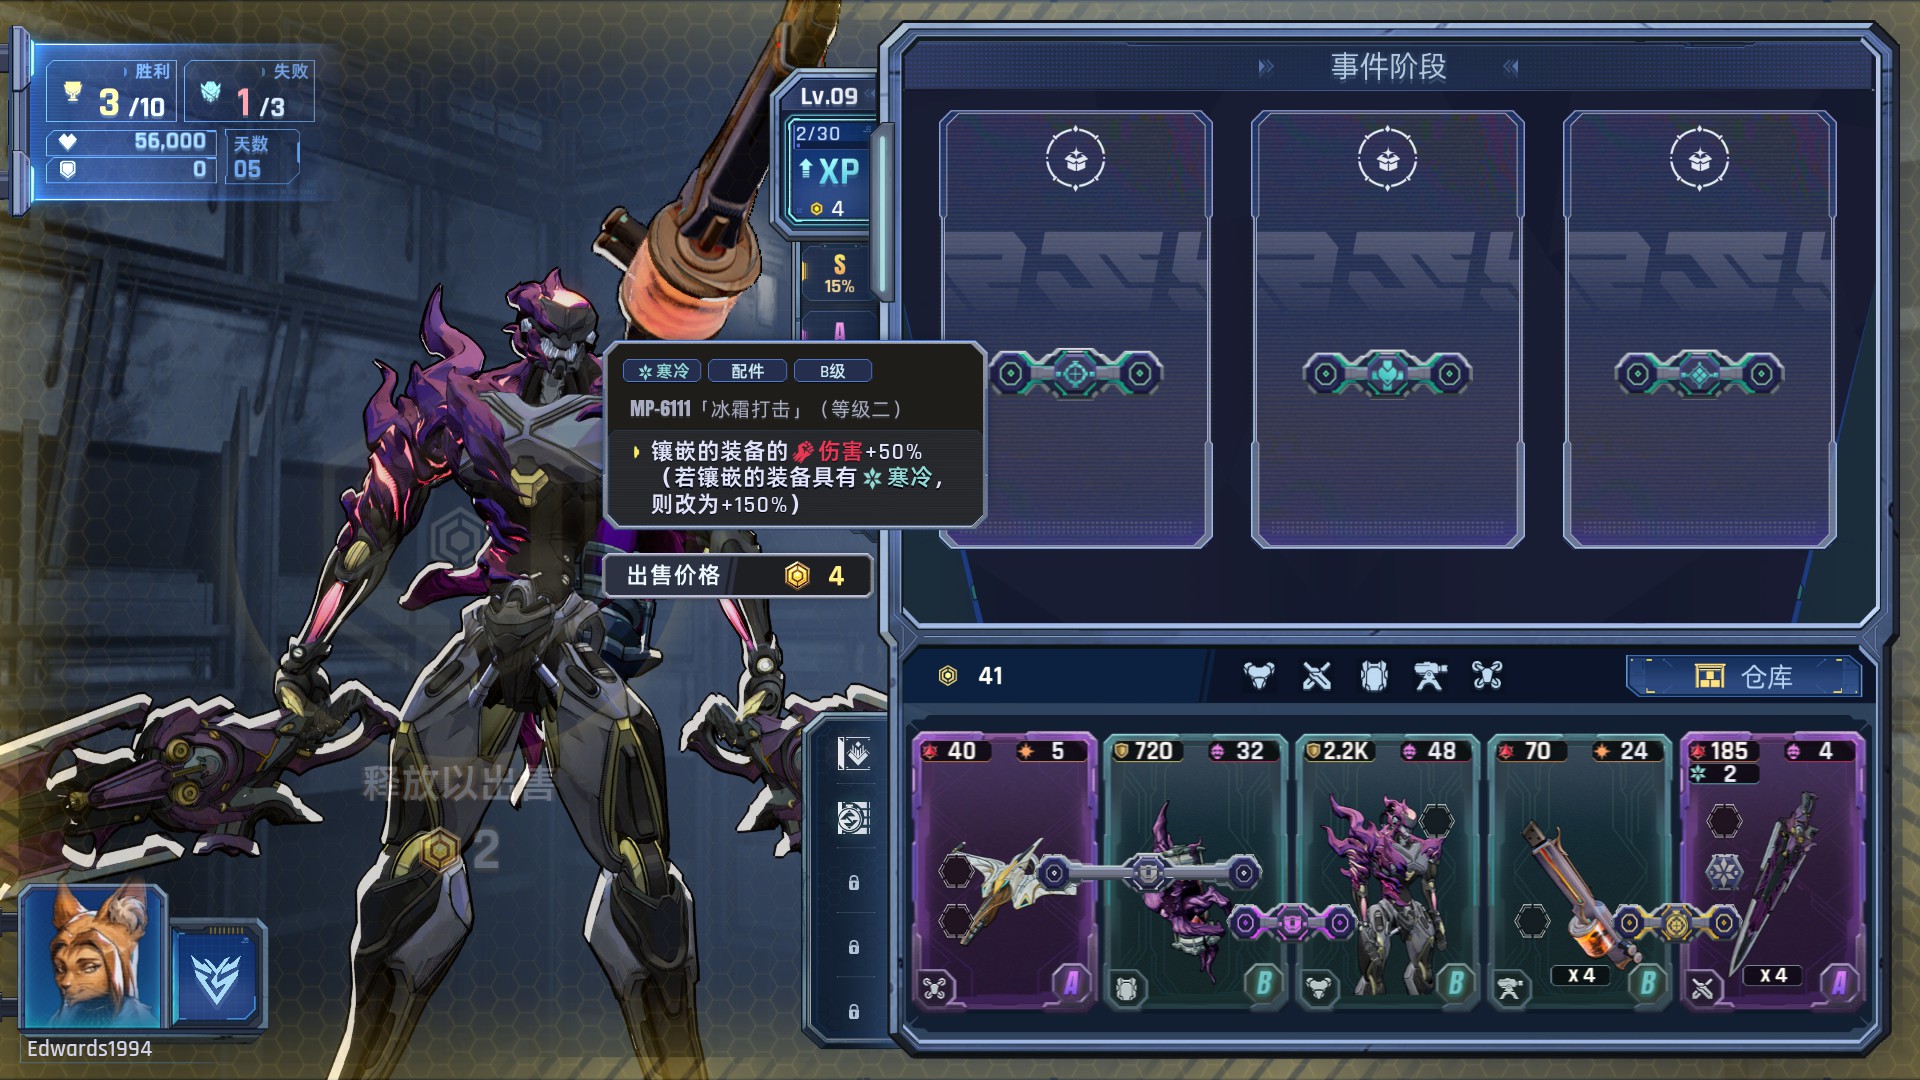 胜利
3 /10
失败
1 /3
56,000
0
天数
05
Lv.09
2/30
XP
4
S
15%
A
事件阶段
寒冷
配件
B级
MP-6111「冰霜打击」（等级二）
镶嵌的装备的伤害+50%
（若镶嵌的装备具有寒冷，
则改为+150%）
出售价格
4
释放以出售
2
41
仓库
40
5
720
32
2.2K
48
70
24
185
4
2
A
B
B
x4
B
x4
A
Edwards1994